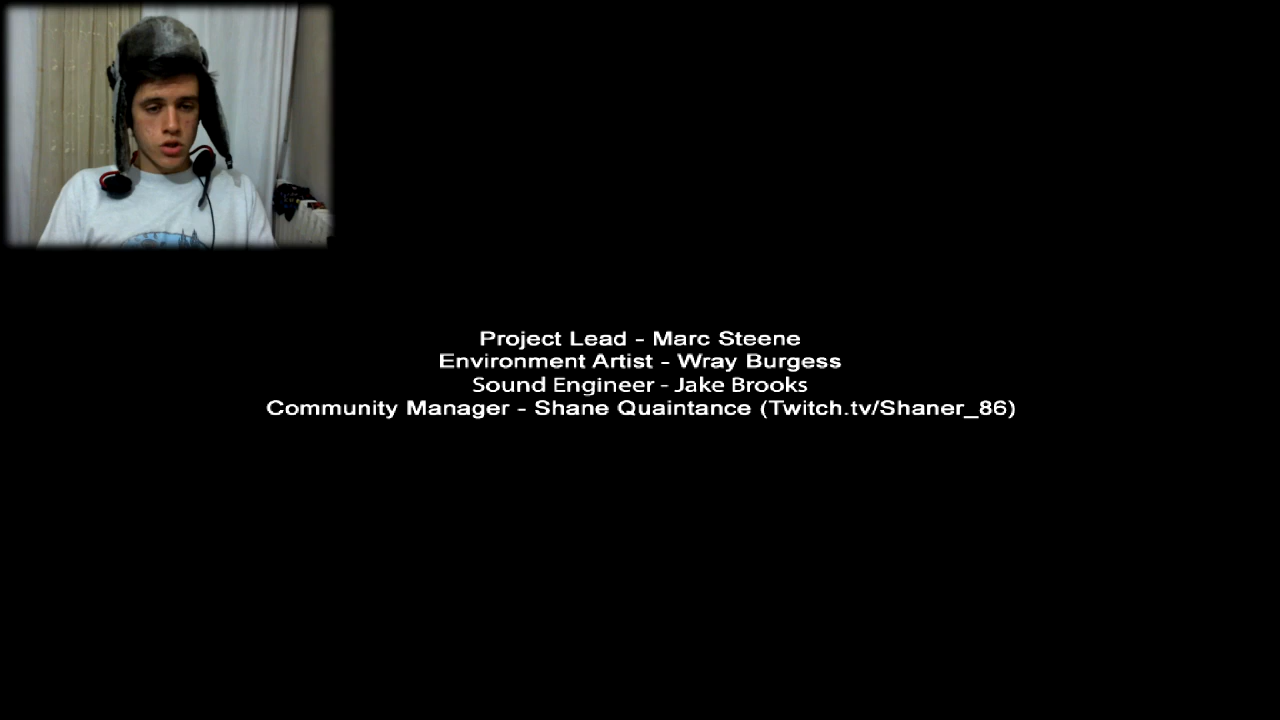 Project Lead - Marc Steene
Environment Artist - Wray Burgess
Sound Engineer - Jake Brooks
Community Manager - Shane Quaintance (Twitch.tv/Shaner_86)